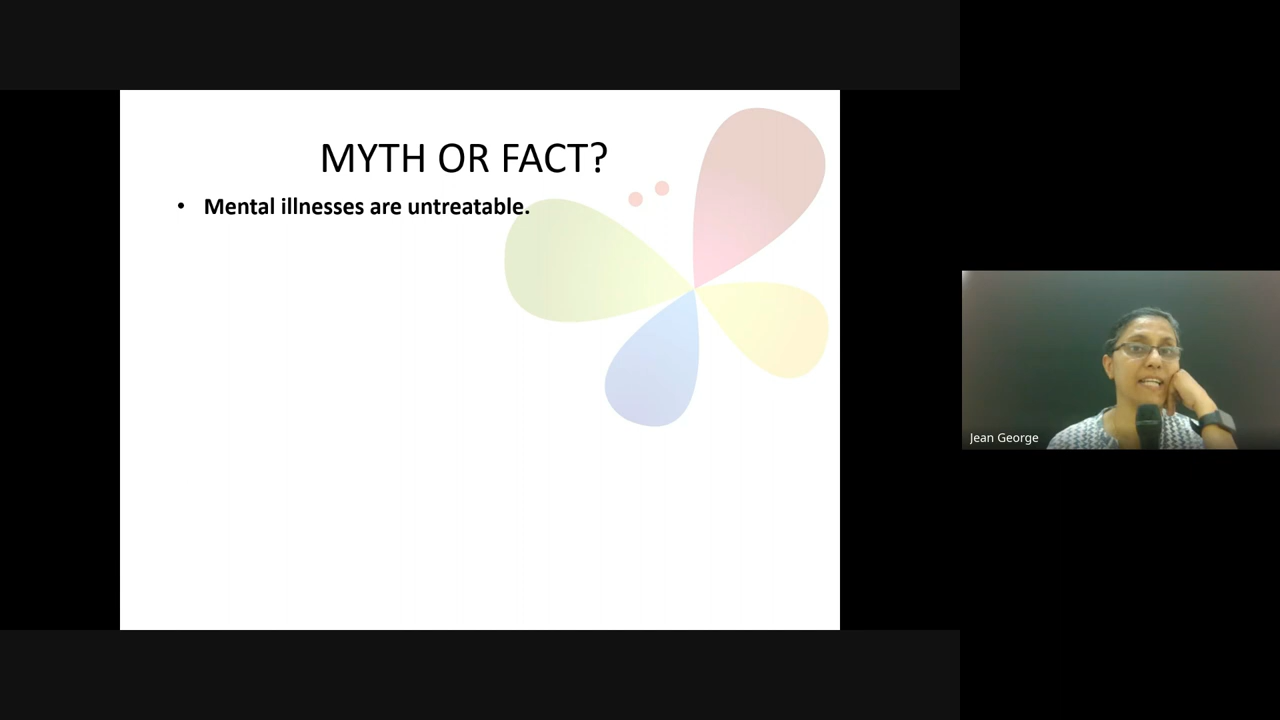 MYTH OR FACT?
• Mental illnesses are untreatable.
Jean George